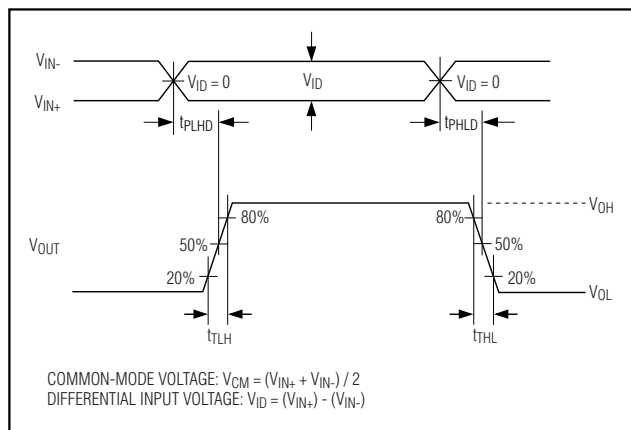 VIN-
VID = 0 VID VID = 0
VIN+
tPLHD tPHLD
80% 80% VOH
VOUT 50% 50%
20% 20% VOL
tTLH tTHL
COMMON-MODE VOLTAGE: VCM = (VIN+ + VIN-) / 2
DIFFERENTIAL INPUT VOLTAGE: VID = (VIN+) - (VIN-)